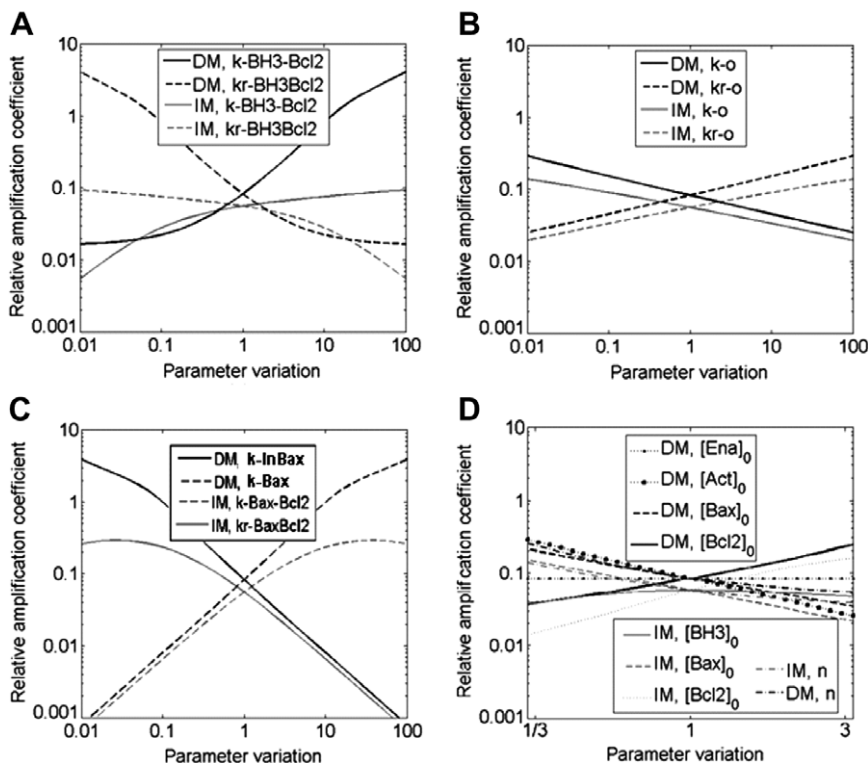 A
Relative amplification coefficient
10
1
0.1
0.01
0.001
DM, k-BH3-Bcl2
DM, kr-BH3Bcl2
IM, k-BH3-Bcl2
IM, kr-BH3Bcl2
0.01 0.1 1 10 100
Parameter variation
B
Relative amplification coefficient
10
1
0.1
0.01
0.001
DM, k-o
DM, kr-o
IM, k-o
IM, kr-o
0.01 0.1 1 10 100
Parameter variation
C
Relative amplification coefficient
10
1
0.1
0.01
0.001
DM, k-InBax
DM, k-Bax
IM, k-Bax-Bcl2
IM, kr-BaxBcl2
0.01 0.1 1 10 100
Parameter variation
D
Relative amplification coefficient
10
1
0.1
0.01
0.001
DM, [Ena]0
DM, [Act]0
DM, [Bax]0
DM, [Bcl2]0
IM, [BH3]0
IM, [Bax]0
IM, [Bcl2]0
IM, n
DM, n
1/3 1 3
Parameter variation